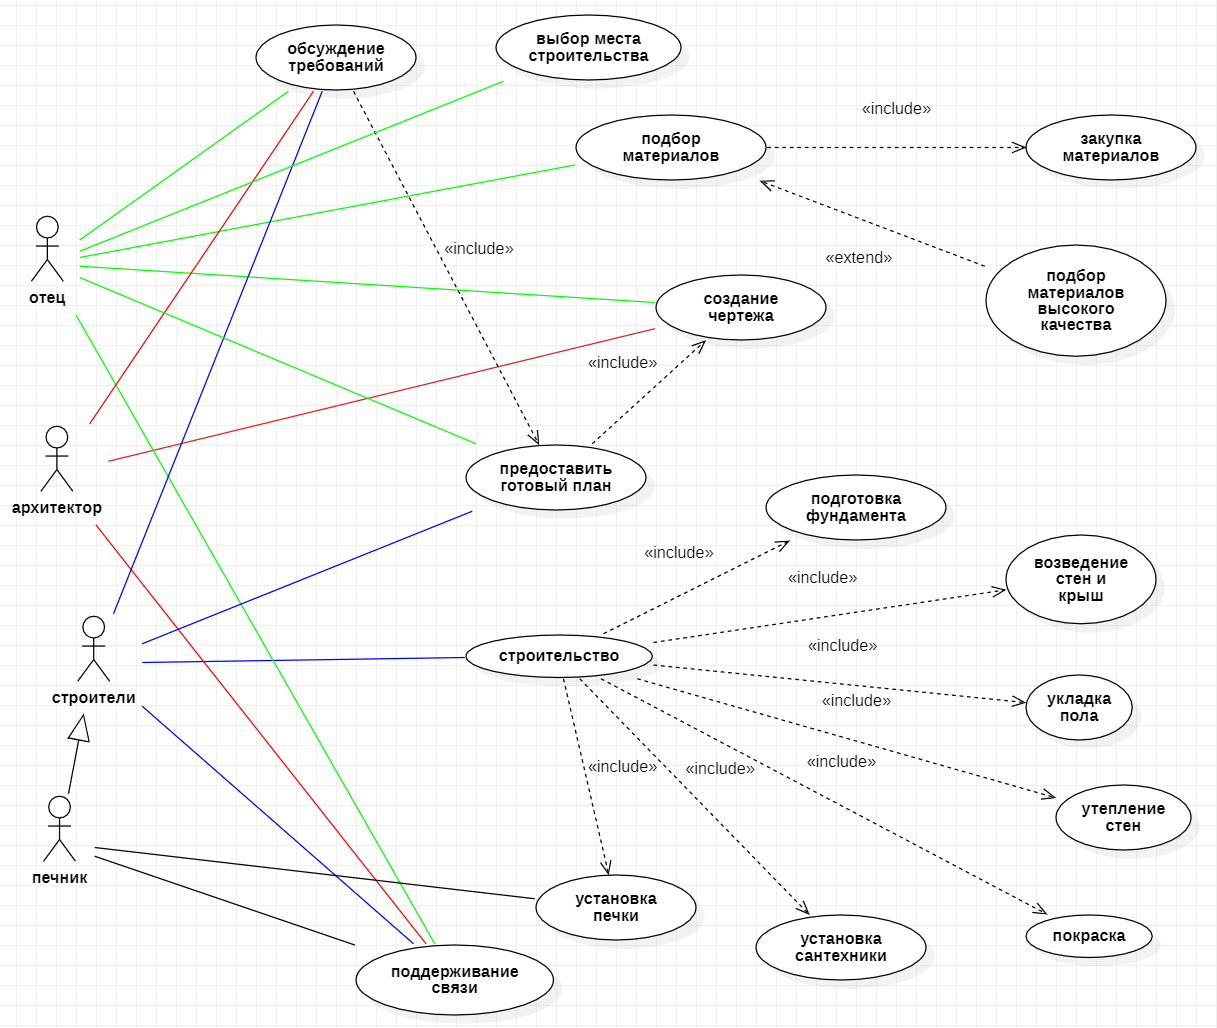 обсуждение
требований
выбор места
строительства
«include»
подбор
материалов
закупка
материалов
«include»
«extend»
подбор
материалов
высокого
качества
отец
создание
чертежа
«include»
предоставить
готовый план
архитектор
подготовка
фундамента
«include»
«include»
возведение
стен и
крыш
строительство
«include»
строители
«include»
укладка
пола
«include»
«include»
«include»
утепление
стен
печник
установка
печки
установка
сантехники
покраска
поддерживание
связи